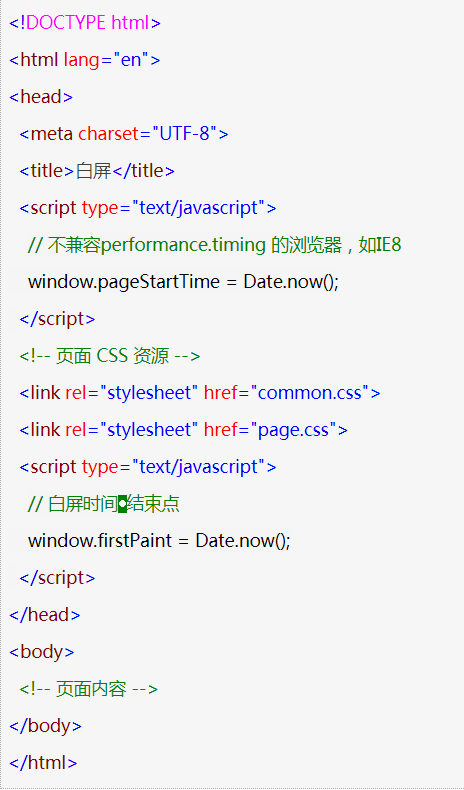 <!DOCTYPE html>
<html lang="en">
<head>
<meta charset="UTF-8">
<title>白屏</title>
<script type="text/javascript">
// 不兼容performance.timing 的浏览器，如IE8
window.pageStartTime = Date.now();
</script>
<!-- 页面 CSS 资源 -->
<link rel="stylesheet" href="common.css">
<link rel="stylesheet" href="page.css">
<script type="text/javascript">
// 白屏时间结束点
window.firstPaint = Date.now();
</script>
</head>
<body>
<!-- 页面内容 -->
</body>
</html>